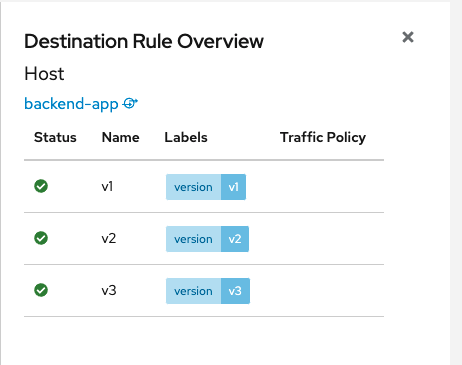 Destination Rule Overview
Host
backend-app
Status Name Labels Traffic Policy
v1 version v1
v2 version v2
v3 version v3